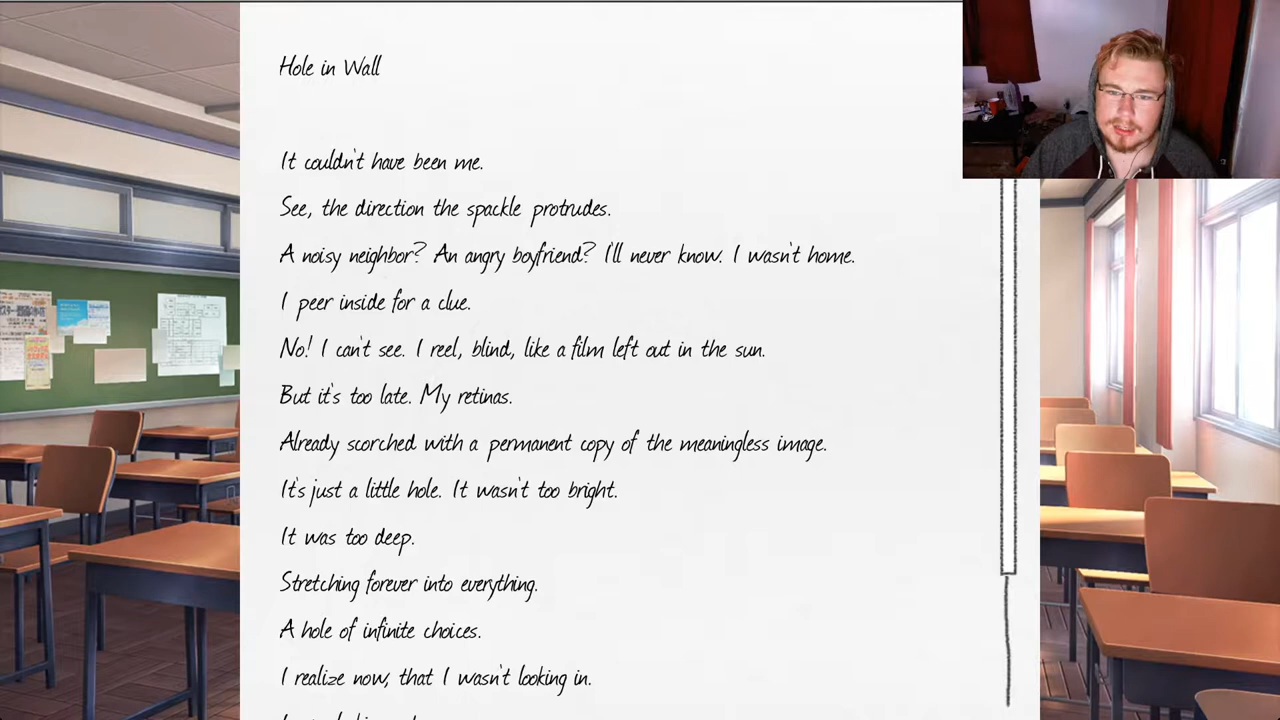 Hole in Wall
It couldn't have been me.
See, the direction the spackle protrudes.
A noisy neighbor? An angry boyfriend? I'll never know. I wasn't home.
I peer inside for a clue.
No! I can't see. I reel, blind, like a film left out in the sun.
But it's too late. My retinas.
Already scorched with a permanent copy of the meaningless image.
It's just a little hole. It wasn't too bright.
It was too deep.
Stretching forever into everything.
A hole of infinite choices.
I realize now, that I wasn't looking in.